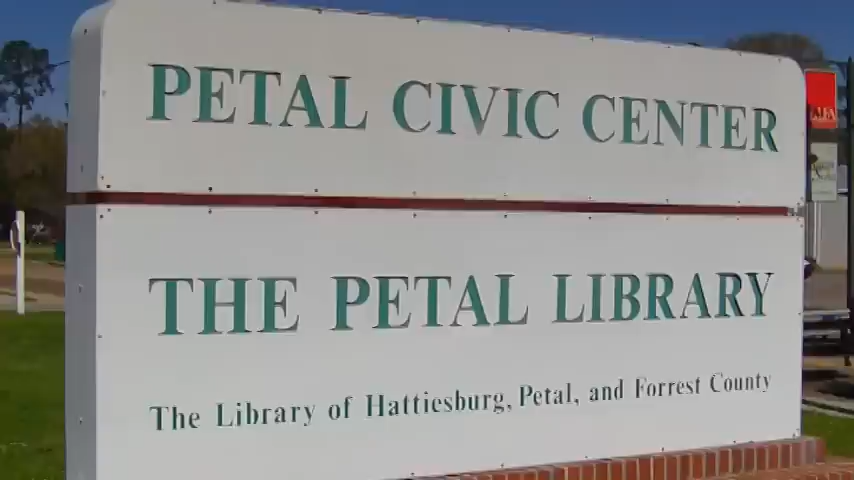 PETAL CIVIC CENTER
THE PETAL LIBRARY
The Library of Hattiesburg, Petal, and Forrest County